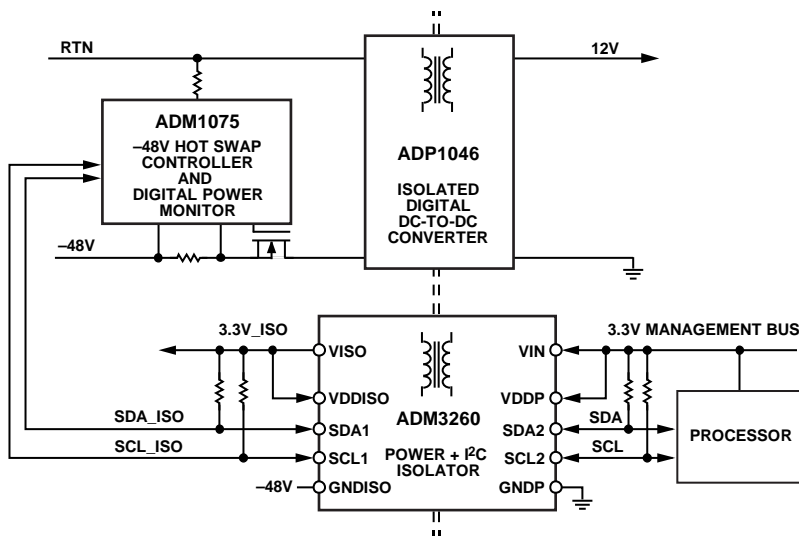 RTN
12V
ADM1075
–48V HOT SWAP
CONTROLLER
AND
DIGITAL POWER
MONITOR
ADP1046
ISOLATED
DIGITAL
DC-TO-DC
CONVERTER
–48V
3.3V_ISO
VISO
VIN
3.3V MANAGEMENT BUS
VDDISO
VDDP
ADM3260
SDA_ISO
SDA1
SDA2
SDA
PROCESSOR
SCL_ISO
SCL1
POWER + I²C
ISOLATOR
SCL2
SCL
–48V
GNDISO
GNDP